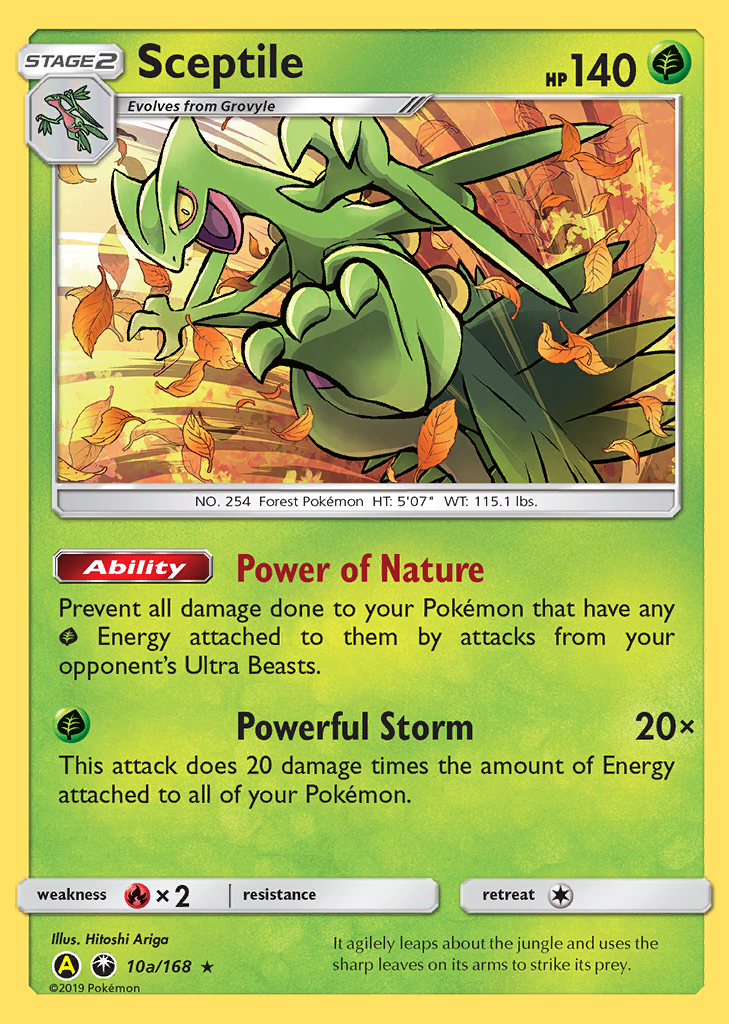 STAGE2 Sceptile HP 140
Evolves from Grovyle
NO. 254 Forest Pokémon HT: 5'07" WT: 115.1 lbs.
Ability Power of Nature
Prevent all damage done to your Pokémon that have any
Energy attached to them by attacks from your
opponent's Ultra Beasts.
Powerful Storm 20×
This attack does 20 damage times the amount of Energy
attached to all of your Pokémon.
weakness ×2 resistance retreat
Illus. Hitoshi Ariga
A 10a/168 ★
©2019 Pokémon
It agilely leaps about the jungle and uses the
sharp leaves on its arms to strike its prey.